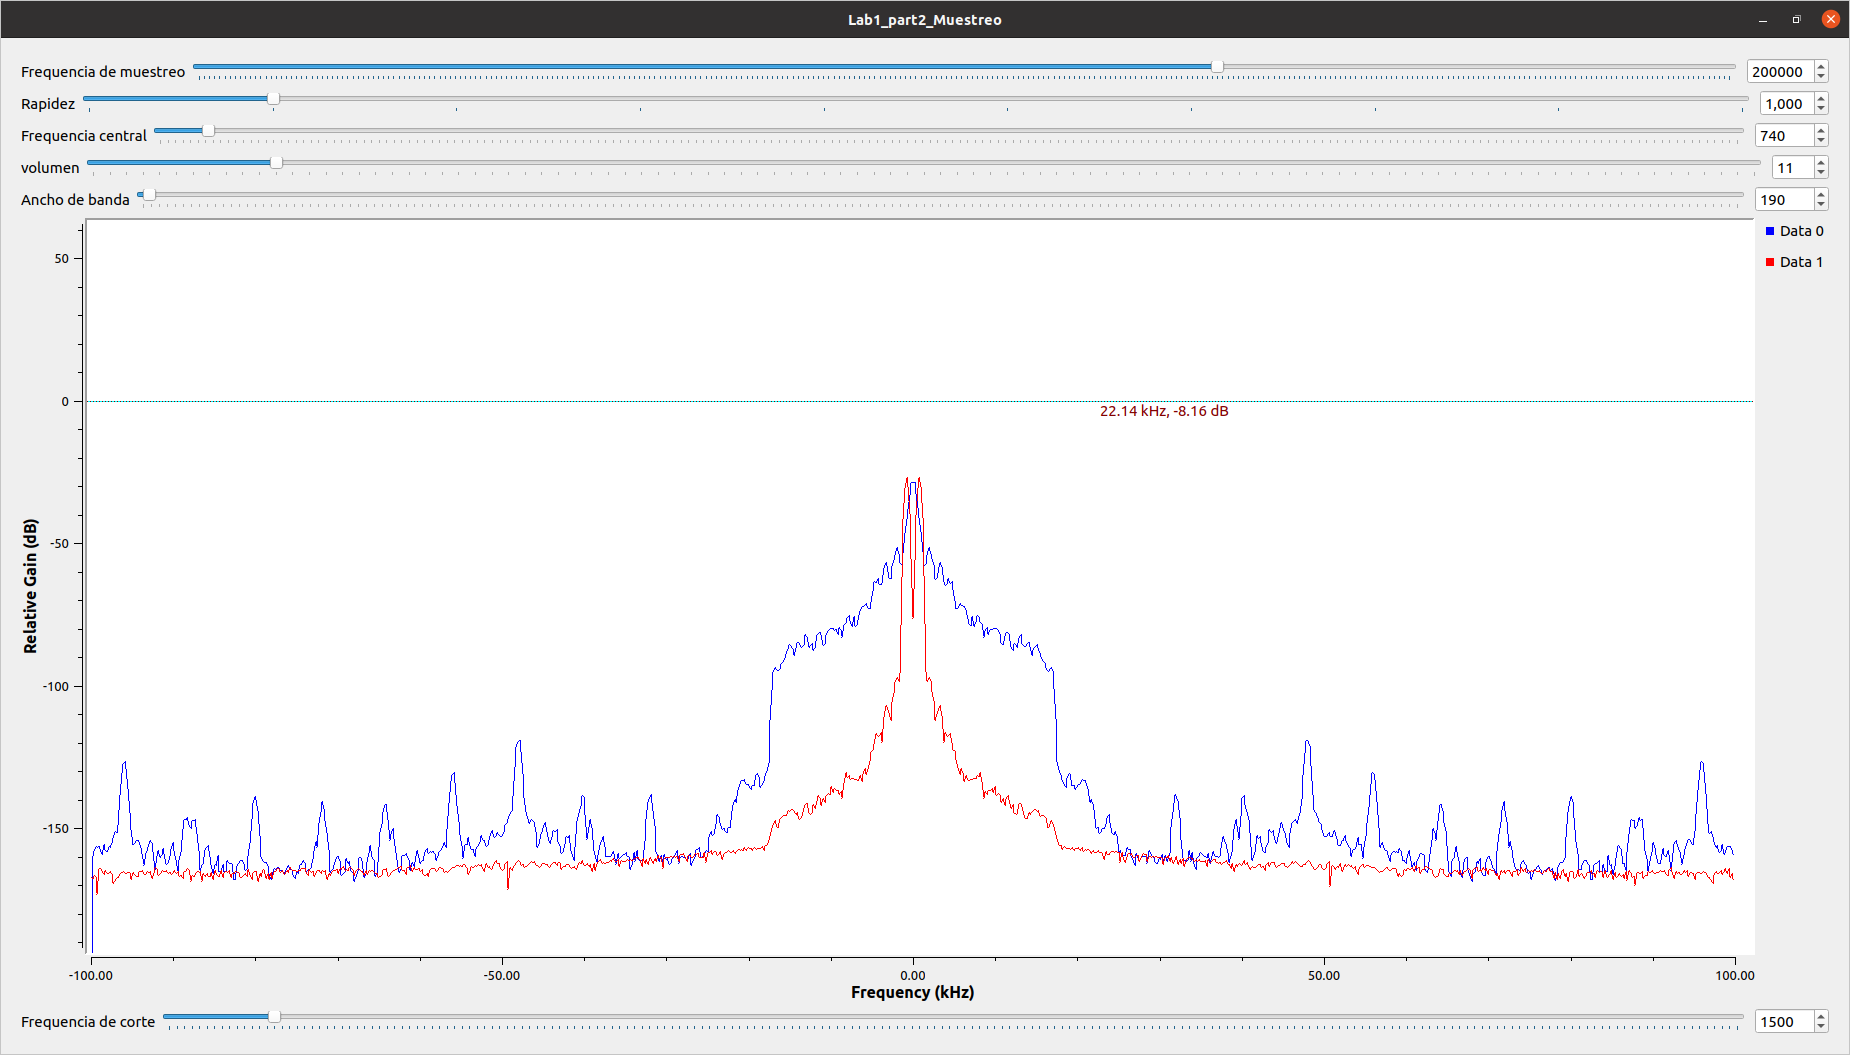 Lab1_part2_Muestreo
Frequencia de muestreo 200000
Rapidez 1,000
Frequencia central 740
volumen 11
Ancho de banda 190
Data 0
Data 1
50
0
-50
-100
-150
Relative Gain (dB)
22.14 kHz, -8.16 dB
-100.00 -50.00 0.00 50.00 100.00
Frequency (kHz)
Frequencia de corte 1500